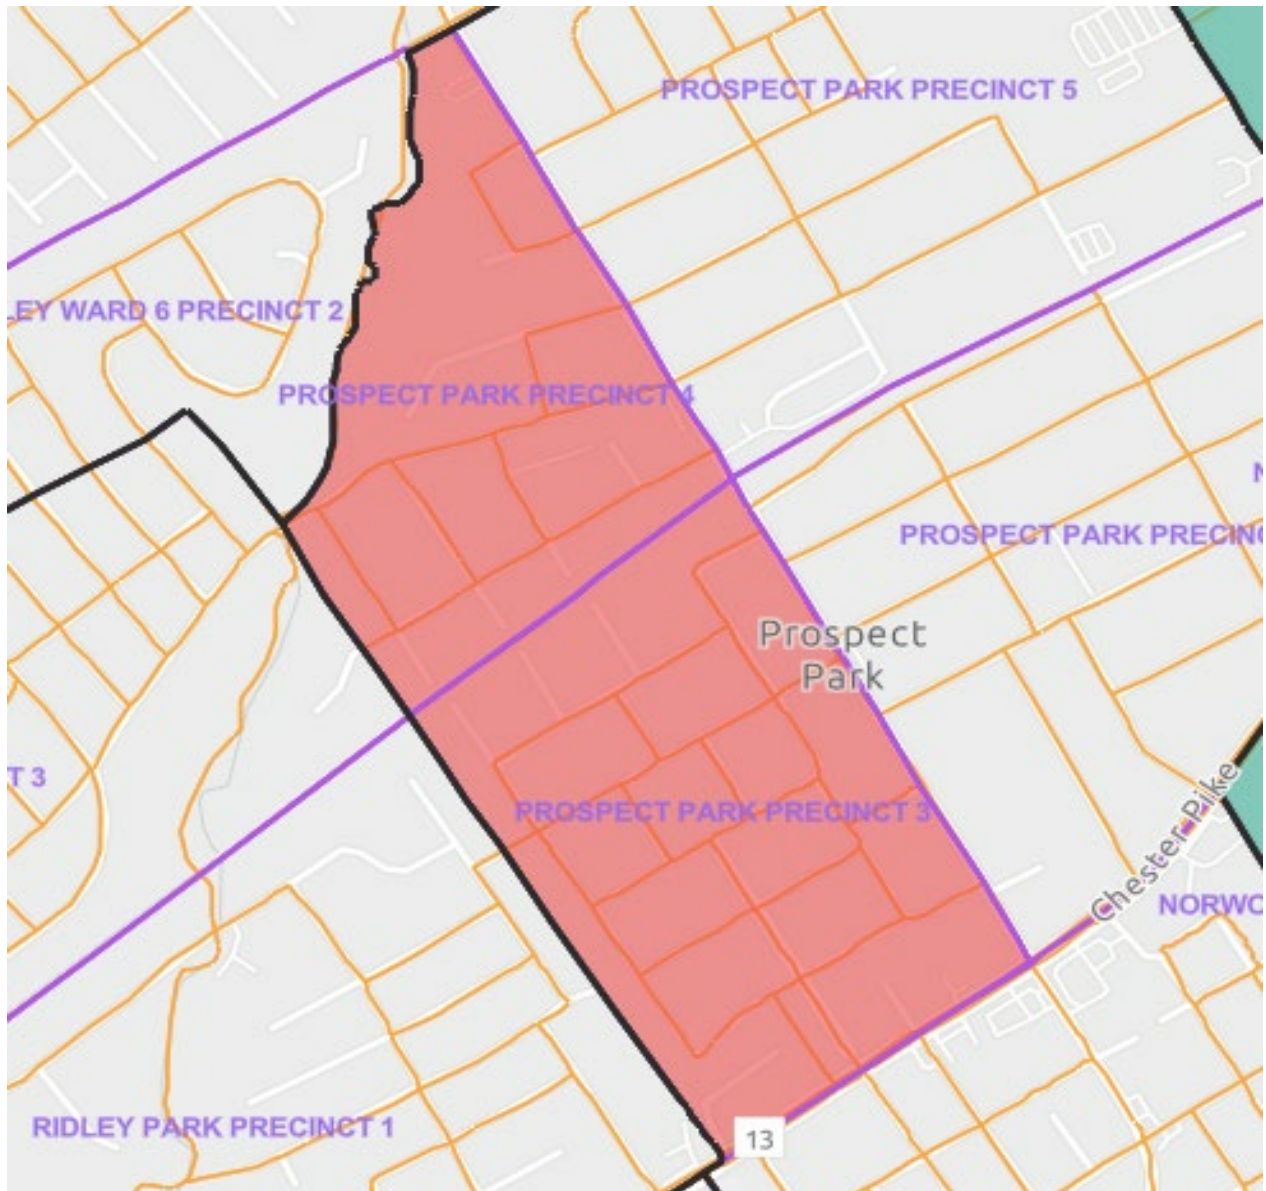 PROSPECT PARK PRECINCT 5
LEY WARD 6 PRECINCT 2
PROSPECT PARK PRECINCT 4
PROSPECT PARK PRECINC
Prospect
Park
T 3
PROSPECT PARK PRECINCT 3
Chester Pike
NORWO
RIDLEY PARK PRECINCT 1
13